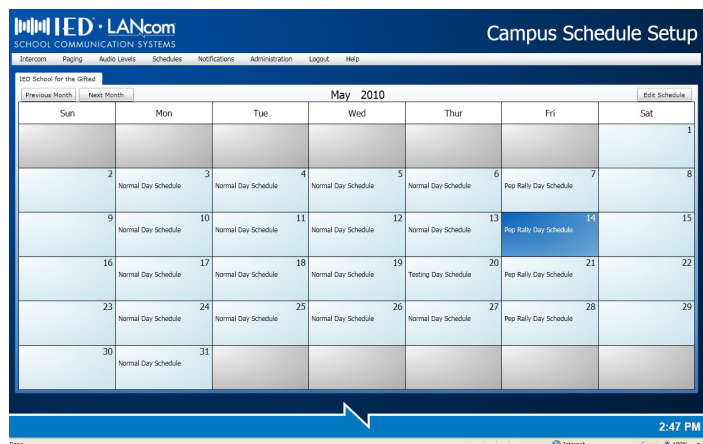 IED · LANcom
SCHOOL COMMUNICATION SYSTEMS
Campus Schedule Setup
Intercom Paging Audio Levels Schedules Notifications Administration Logout Help
IED School for the Gifted
Previous Month Next Month May 2010 Edit Schedule
Sun Mon Tue Wed Thur Fri Sat
1
2 3 4 5 6 7 8
Normal Day Schedule Normal Day Schedule Normal Day Schedule Normal Day Schedule Pep Rally Day Schedule
9 10 11 12 13 14 15
Normal Day Schedule Normal Day Schedule Normal Day Schedule Normal Day Schedule Pep Rally Day Schedule
16 17 18 19 20 21 22
Normal Day Schedule Normal Day Schedule Normal Day Schedule Testing Day Schedule Pep Rally Day Schedule
23 24 25 26 27 28 29
Normal Day Schedule Normal Day Schedule Normal Day Schedule Normal Day Schedule Pep Rally Day Schedule
30 31
Normal Day Schedule
2:47 PM
Done Internet 100%